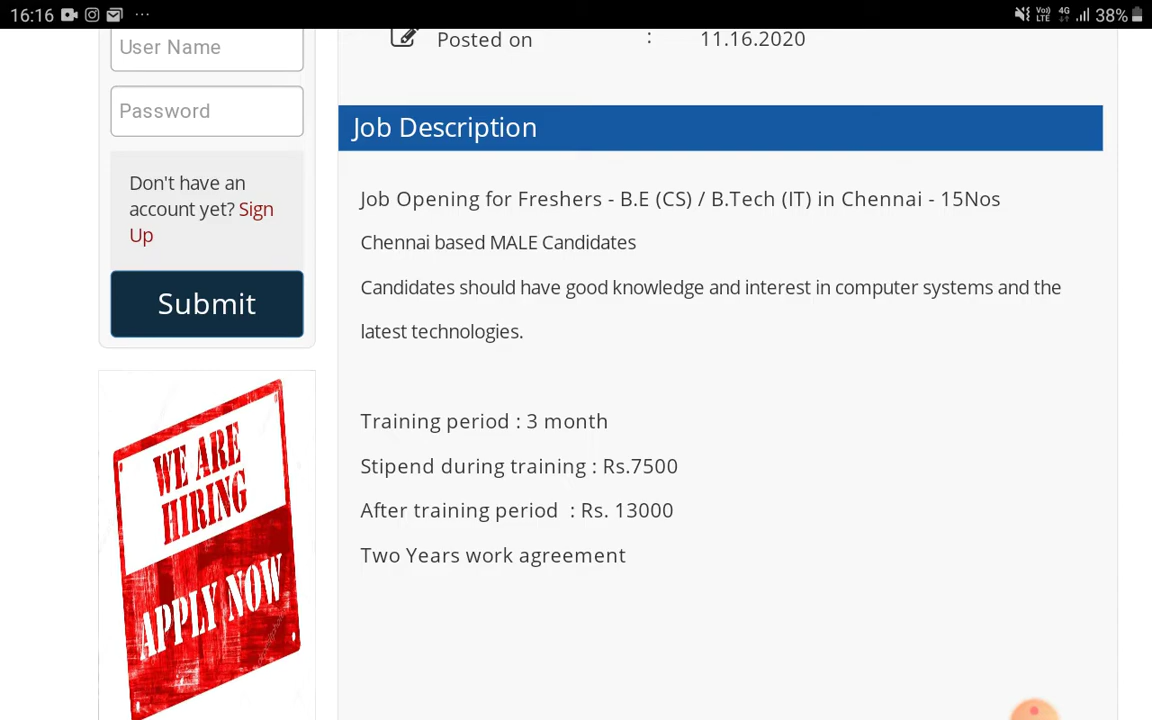 16:16 ... 38%
Vo) 4G
LTE
User Name
Password
Don't have an
account yet? Sign
Up
Submit
WE ARE
HIRING
APPLY NOW
Posted on : 11.16.2020
Job Description
Job Opening for Freshers - B.E (CS) / B.Tech (IT) in Chennai - 15Nos
Chennai based MALE Candidates
Candidates should have good knowledge and interest in computer systems and the
latest technologies.
Training period : 3 month
Stipend during training : Rs.7500
After training period : Rs. 13000
Two Years work agreement